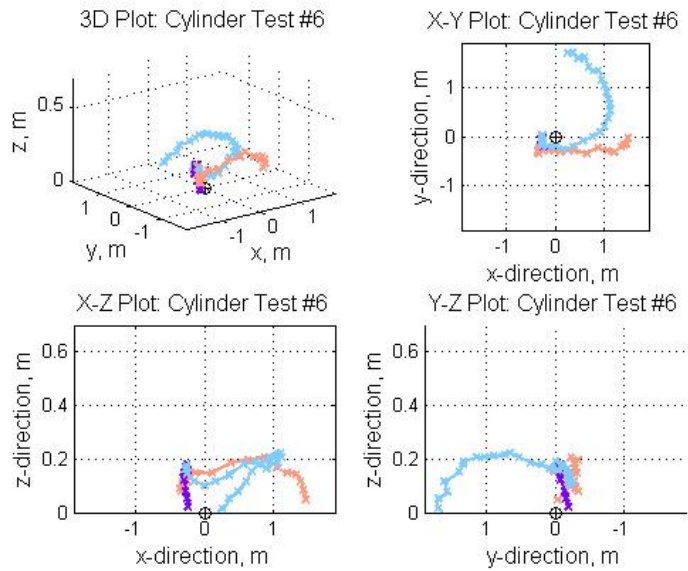 3D Plot: Cylinder Test #6
z, m
0.5
0
1
0
-1
y, m
-1
0
1
x, m
X-Y Plot: Cylinder Test #6
y-direction, m
1
0
-1
-1
0
1
x-direction, m
X-Z Plot: Cylinder Test #6
z-direction, m
0.6
0.4
0.2
0
-1
0
1
x-direction, m
Y-Z Plot: Cylinder Test #6
z-direction, m
0.6
0.4
0.2
0
1
0
-1
y-direction, m